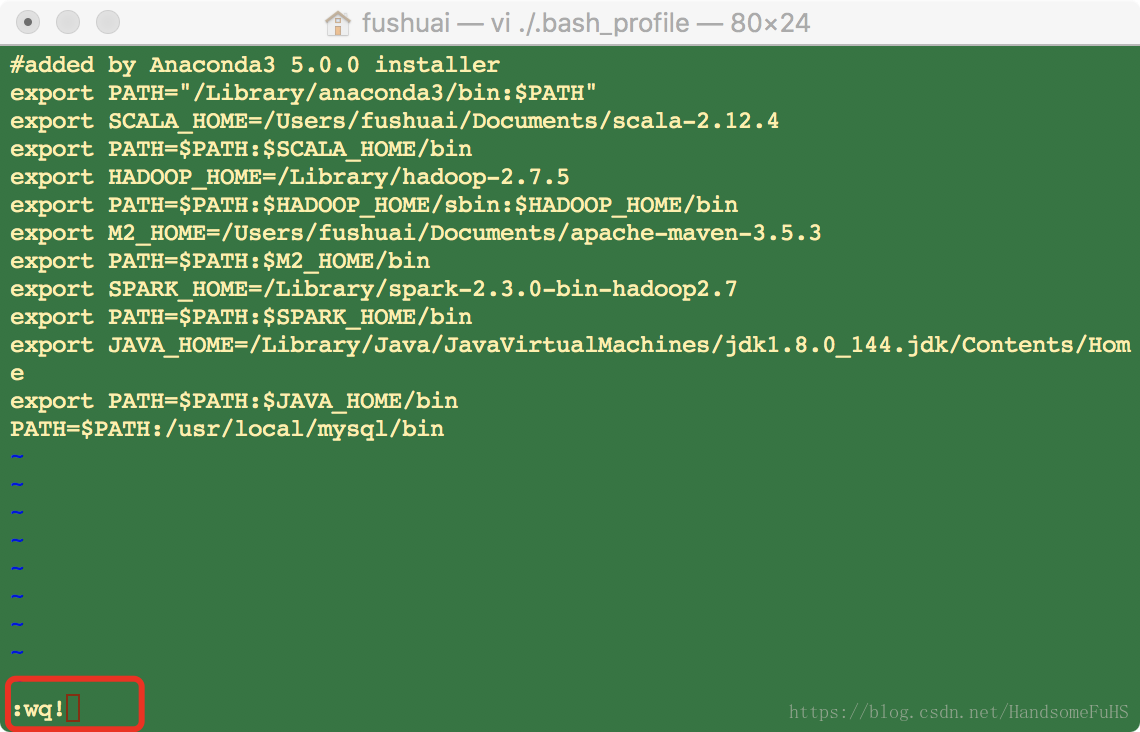 fushuai — vi ./.bash_profile — 80×24
#added by Anaconda3 5.0.0 installer
export PATH="/Library/anaconda3/bin:$PATH"
export SCALA_HOME=/Users/fushuai/Documents/scala-2.12.4
export PATH=$PATH:$SCALA_HOME/bin
export HADOOP_HOME=/Library/hadoop-2.7.5
export PATH=$PATH:$HADOOP_HOME/sbin:$HADOOP_HOME/bin
export M2_HOME=/Users/fushuai/Documents/apache-maven-3.5.3
export PATH=$PATH:$M2_HOME/bin
export SPARK_HOME=/Library/spark-2.3.0-bin-hadoop2.7
export PATH=$PATH:$SPARK_HOME/bin
export JAVA_HOME=/Library/Java/JavaVirtualMachines/jdk1.8.0_144.jdk/Contents/Hom
e
export PATH=$PATH:$JAVA_HOME/bin
PATH=$PATH:/usr/local/mysql/bin
~
~
~
~
~
~
~
~
:wq!
https://blog.csdn.net/HandsomeFuHS